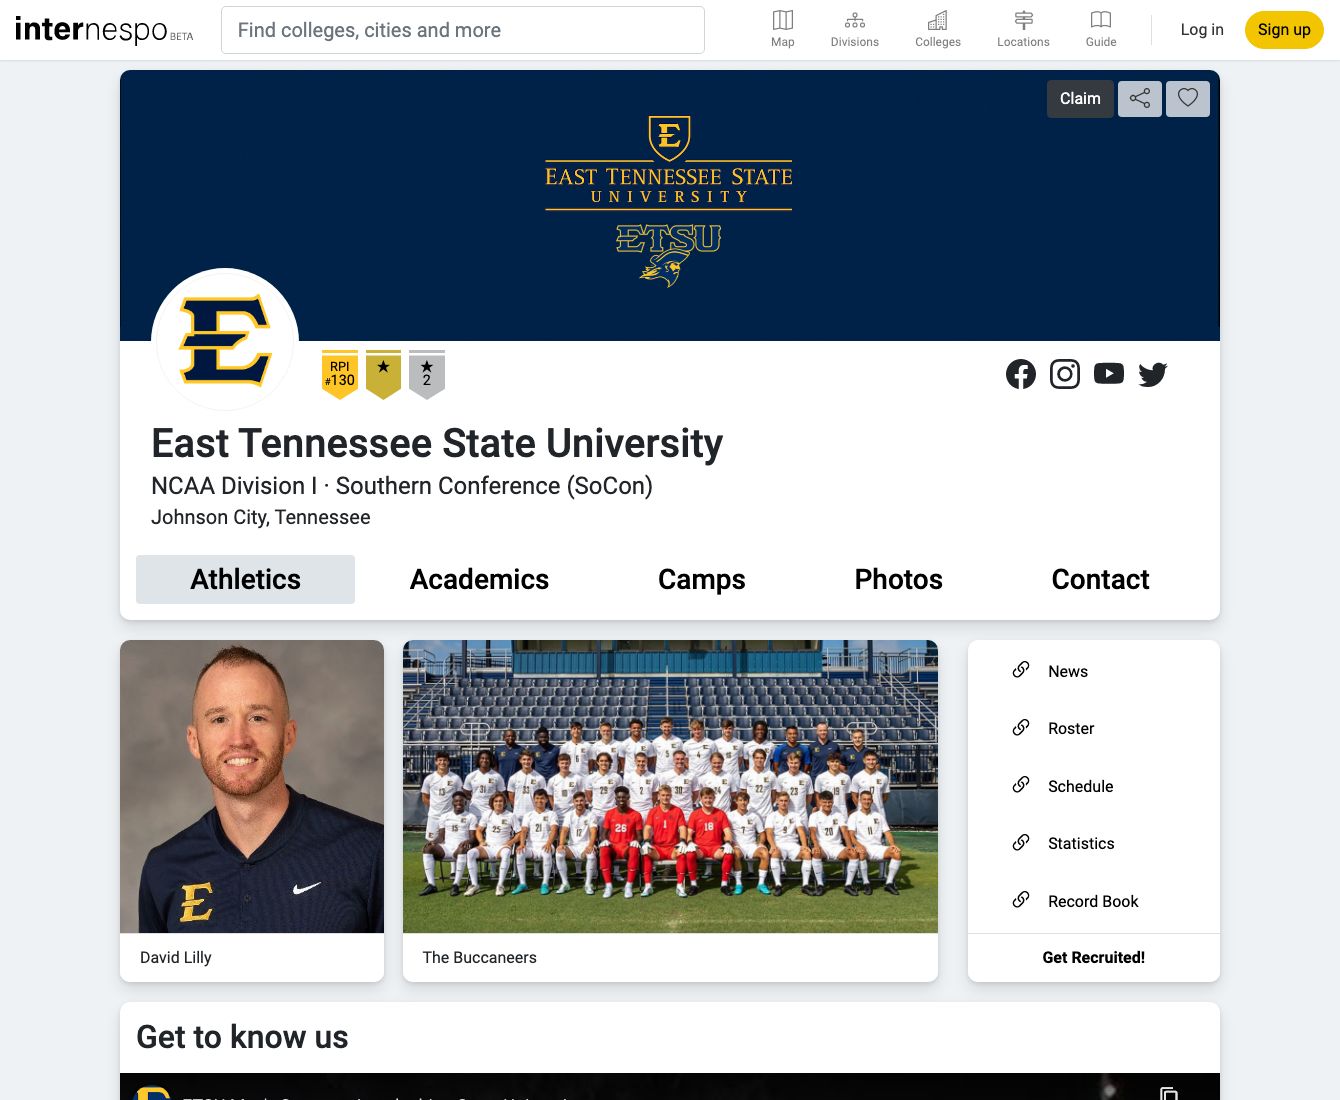 internespo BETA
Find colleges, cities and more
Map
Divisions
Colleges
Locations
Guide
Log in
Sign up
Claim
E
EAST TENNESSEE STATE
UNIVERSITY
ETSU
E
RPI
#130
2
East Tennessee State University
NCAA Division I · Southern Conference (SoCon)
Johnson City, Tennessee
Athletics
Academics
Camps
Photos
Contact
E
26
1
18
David Lilly
The Buccaneers
News
Roster
Schedule
Statistics
Record Book
Get Recruited!
Get to know us